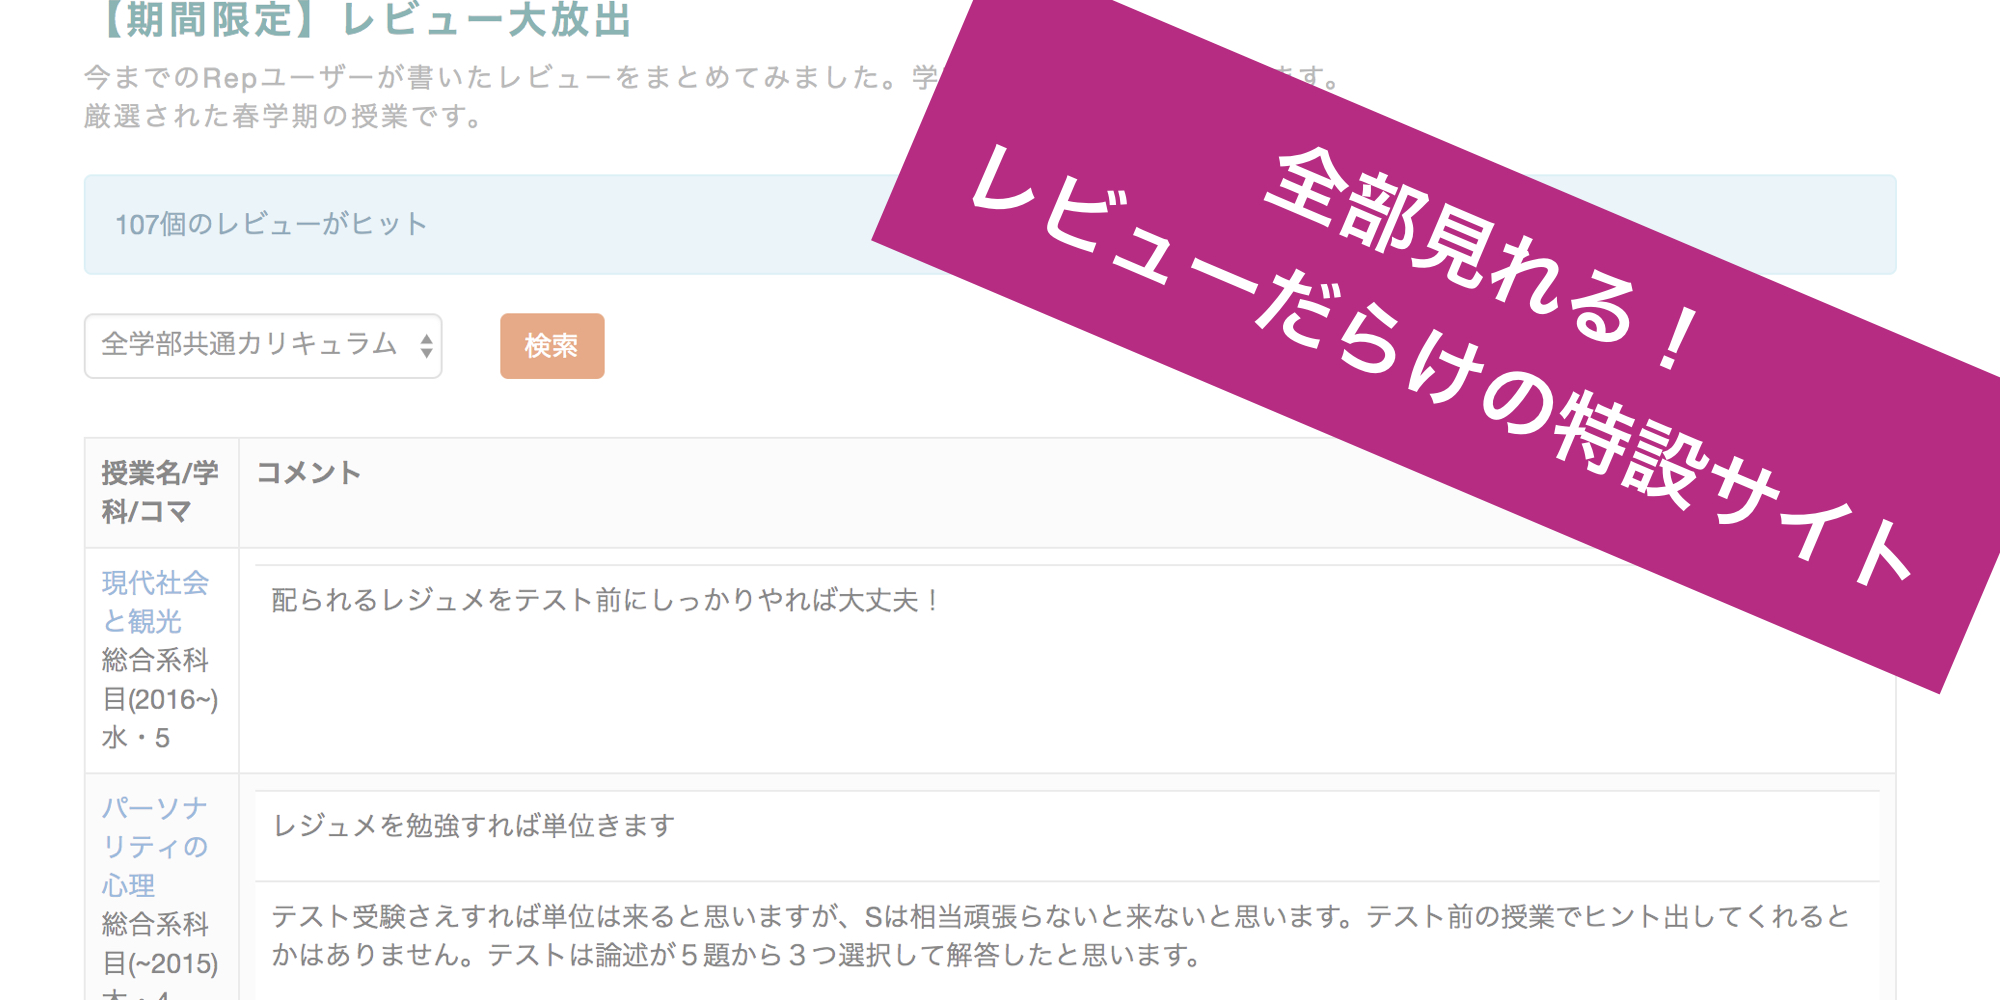 【期間限定】レビュー大放出
今までのRepユーザーが書いたレビューをまとめてみました。学
ます。
厳選された春学期の授業です。
全部見れる！
レビューだらけの特設サイト
107個のレビューがヒット
全学部共通カリキュラム
検索
授業名/学
科/コマ
コメント
現代社会
と観光
総合系科
目(2016~)
水・5
配られるレジュメをテスト前にしっかりやれば大丈夫！
パーソナ
リティの
心理
総合系科
目(~2015)
木・4
レジュメを勉強すれば単位きます
テスト受験さえすれば単位は来ると思いますが、Sは相当頑張らないと来ないと思います。テスト前の授業でヒント出してくれると
かはありません。テストは論述が５題から３つ選択して解答したと思います。